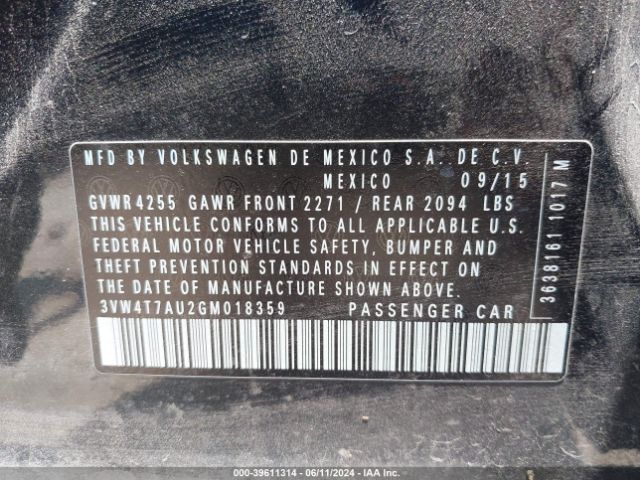 MFD BY VOLKSWAGEN DE MEXICO S.A. DE C.V.
MEXICO 09/15
GVWR 4255 GAWR FRONT 2271 / REAR 2094 LBS
THIS VEHICLE CONFORMS TO ALL APPLICABLE U.S.
FEDERAL MOTOR VEHICLE SAFETY, BUMPER AND
THEFT PREVENTION STANDARDS IN EFFECT ON
DATE OF MANUFACTURE SHOWN ABOVE.
3VW4T7AU2GM018359 PASSENGER CAR
3638161 1017 M
000-39611314 - 06/11/2024 - IAA Inc.